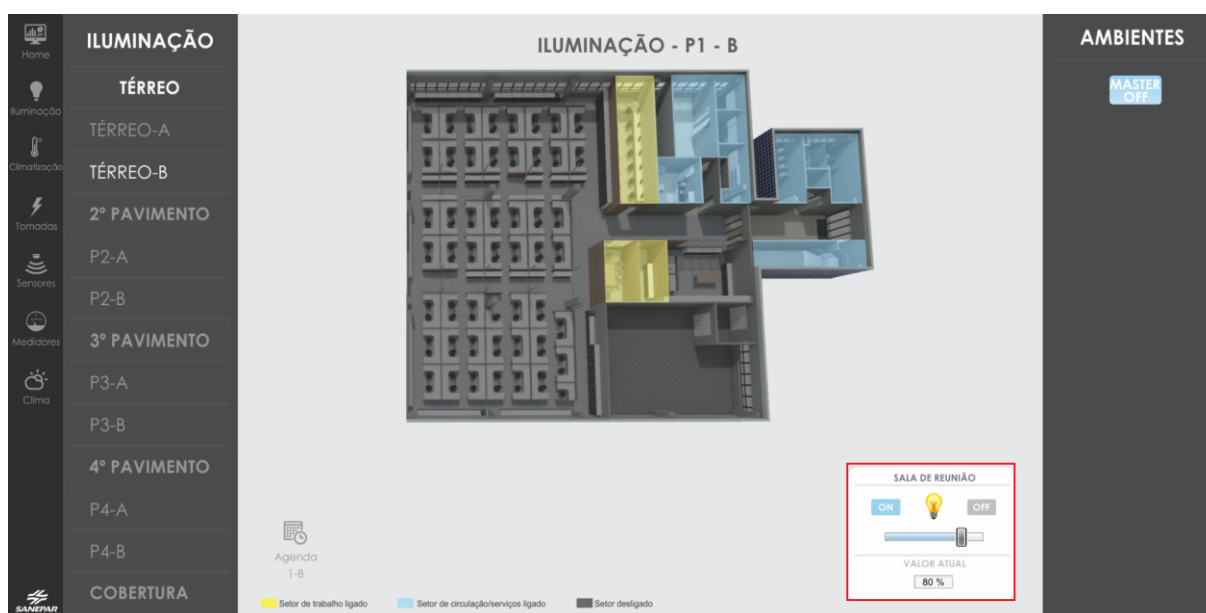 Home
Iluminação
Climatização
Tomadas
Sensores
Medidores
Clima
SANEPAR
ILUMINAÇÃO
TÉRREO
TÉRREO-A
TÉRREO-B
2º PAVIMENTO
P2-A
P2-B
3º PAVIMENTO
P3-A
P3-B
4º PAVIMENTO
P4-A
P4-B
COBERTURA
ILUMINAÇÃO - P1 - B
Agenda
1-B
Setor de trabalho ligado
Setor de circulação/serviços ligado
Setor desligado
SALA DE REUNIÃO
ON
OFF
VALOR ATUAL
80 %
AMBIENTES
MASTER
OFF